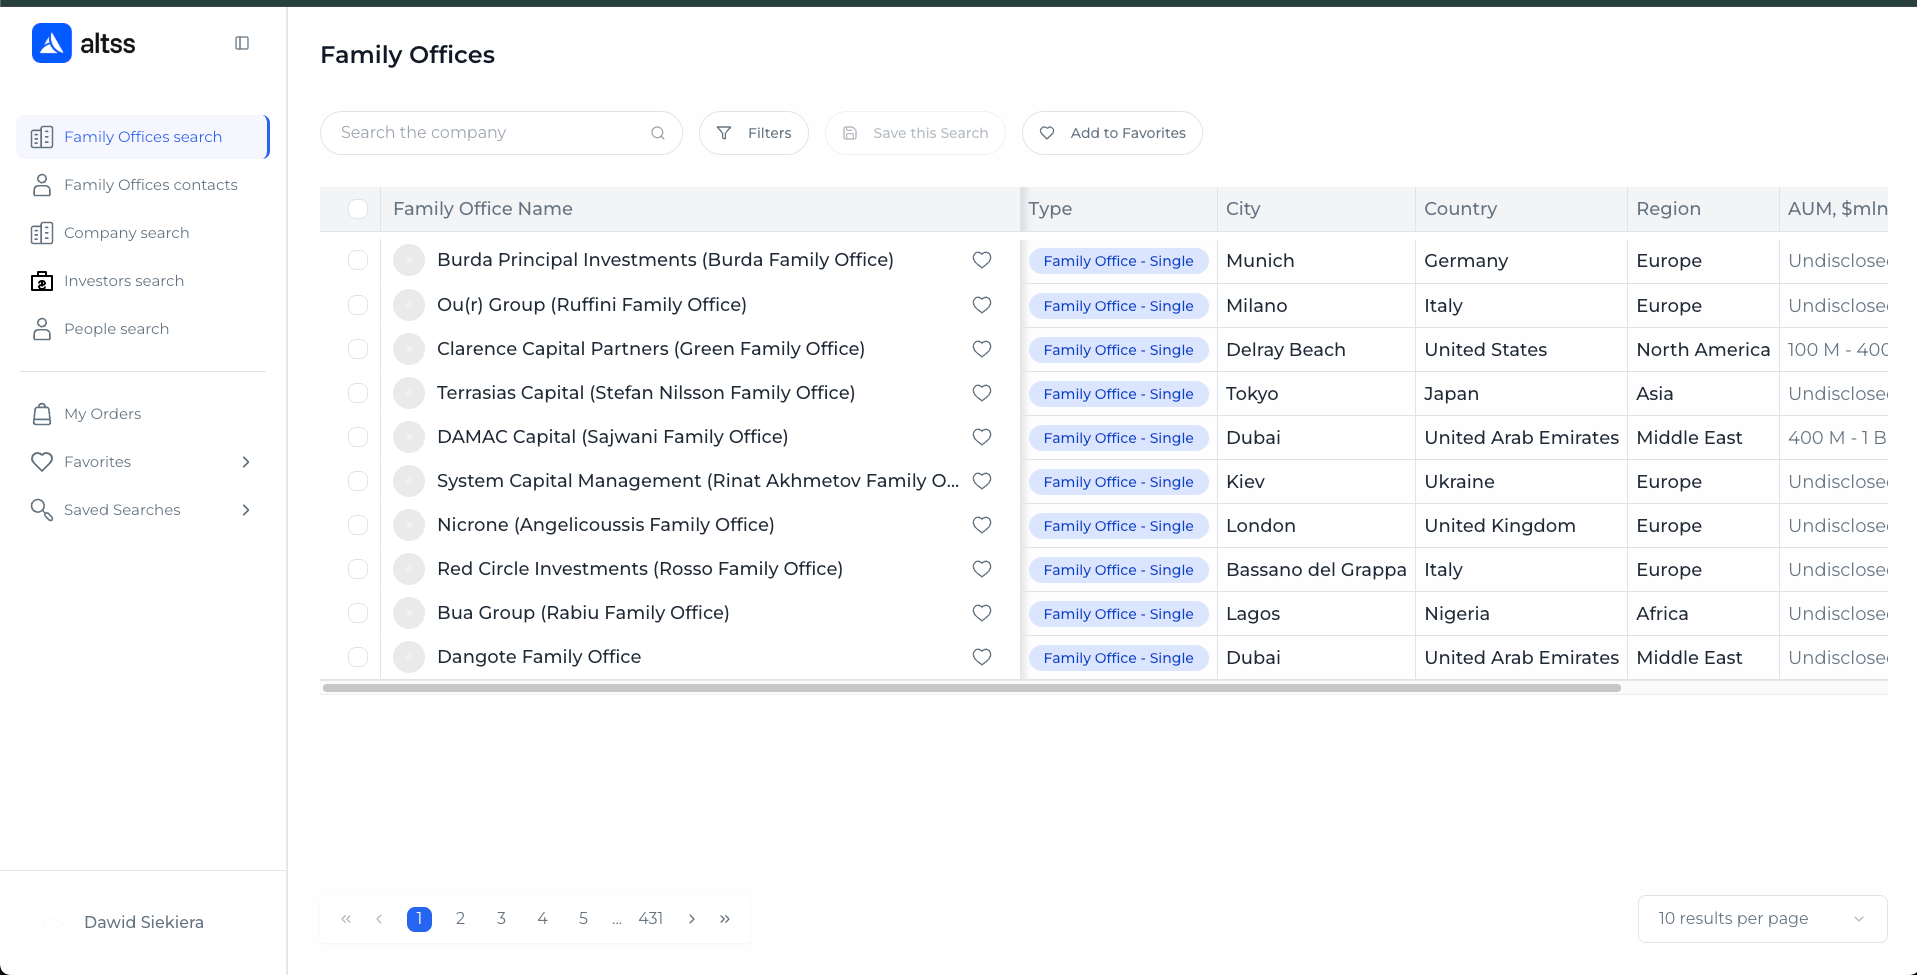 altss
Family Offices search
Family Offices contacts
Company search
Investors search
People search
My Orders
Favorites
Saved Searches
Dawid Siekiera
Family Offices
Search the company
Filters
Save this Search
Add to Favorites
Family Office Name Type City Country Region AUM, $mln
Burda Principal Investments (Burda Family Office) Family Office - Single Munich Germany Europe Undisclosed
Ou(r) Group (Ruffini Family Office) Family Office - Single Milano Italy Europe Undisclosed
Clarence Capital Partners (Green Family Office) Family Office - Single Delray Beach United States North America 100 M - 400
Terrasias Capital (Stefan Nilsson Family Office) Family Office - Single Tokyo Japan Asia Undisclosed
DAMAC Capital (Sajwani Family Office) Family Office - Single Dubai United Arab Emirates Middle East 400 M - 1 B
System Capital Management (Rinat Akhmetov Family O... Family Office - Single Kiev Ukraine Europe Undisclosed
Nicrone (Angelicoussis Family Office) Family Office - Single London United Kingdom Europe Undisclosed
Red Circle Investments (Rosso Family Office) Family Office - Single Bassano del Grappa Italy Europe Undisclosed
Bua Group (Rabiu Family Office) Family Office - Single Lagos Nigeria Africa Undisclosed
Dangote Family Office Family Office - Single Dubai United Arab Emirates Middle East Undisclosed
« ‹ 1 2 3 4 5 ... 431 › »
10 results per page